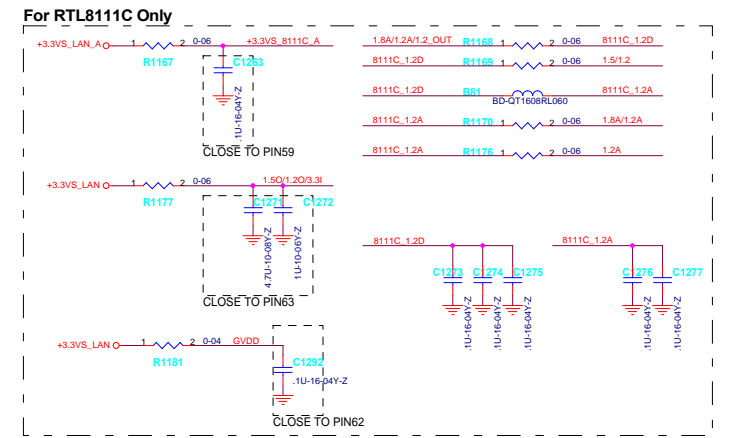 For RTL8111C Only
+3.3VS_LAN_A 1 2 0-06 +3.3VS_8111C_A
R1167 C1263
.1U-16-04Y-Z
CLOSE TO PIN59
1.8A/1.2A/1.2_OUT R1168 1 2 0-06 8111C_1.2D
8111C_1.2D R1169 1 2 0-06 1.5/1.2
8111C_1.2D B81 8111C_1.2A
BD-QT1608RL060
8111C_1.2A R1170 1 2 0-06 1.8A/1.2A
8111C_1.2A R1176 1 2 0-06 1.2A
+3.3VS_LAN 1 2 0-06 1.5O/1.2O/3.3I
R1177 C1271 C1272
4.7U-10-08Y-Z 1U-10-06Y-Z
CLOSE TO PIN63
8111C_1.2D
C1273 C1274 C1275
.1U-16-04Y-Z .1U-16-04Y-Z .1U-16-04Y-Z
8111C_1.2A
C1276 C1277
.1U-16-04Y-Z .1U-16-04Y-Z
+3.3VS_LAN 1 2 0-04 GVDD
R1181 C1292
.1U-16-04Y-Z
CLOSE TO PIN62